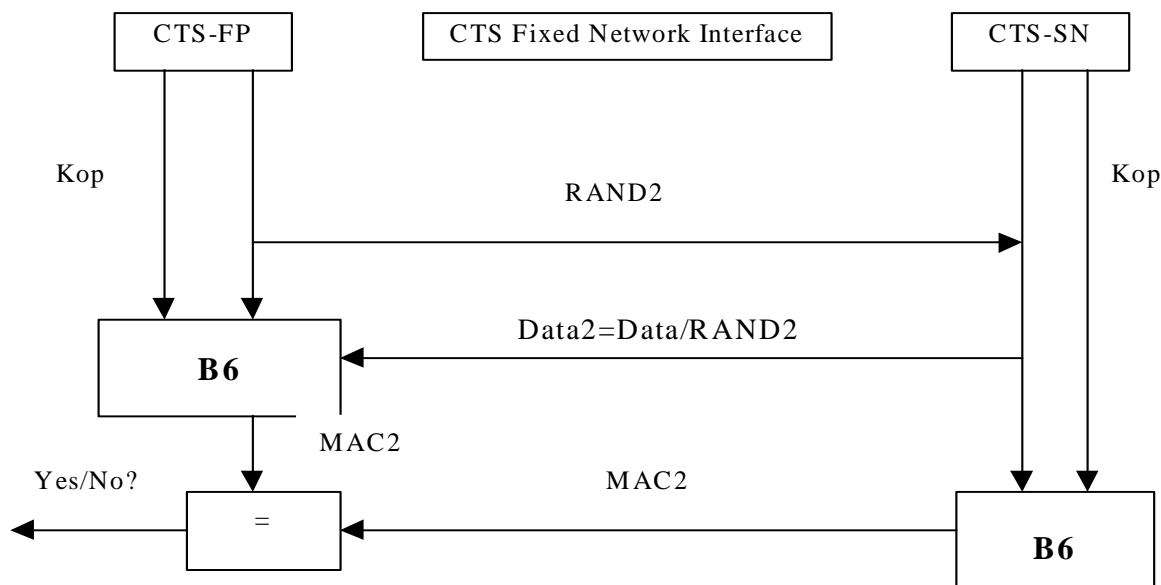 CTS-FP
CTS Fixed Network Interface
CTS-SN
Kop
Kop
RAND2
Data2=Data/RAND2
B6
MAC2
Yes/No?
MAC2
=
B6